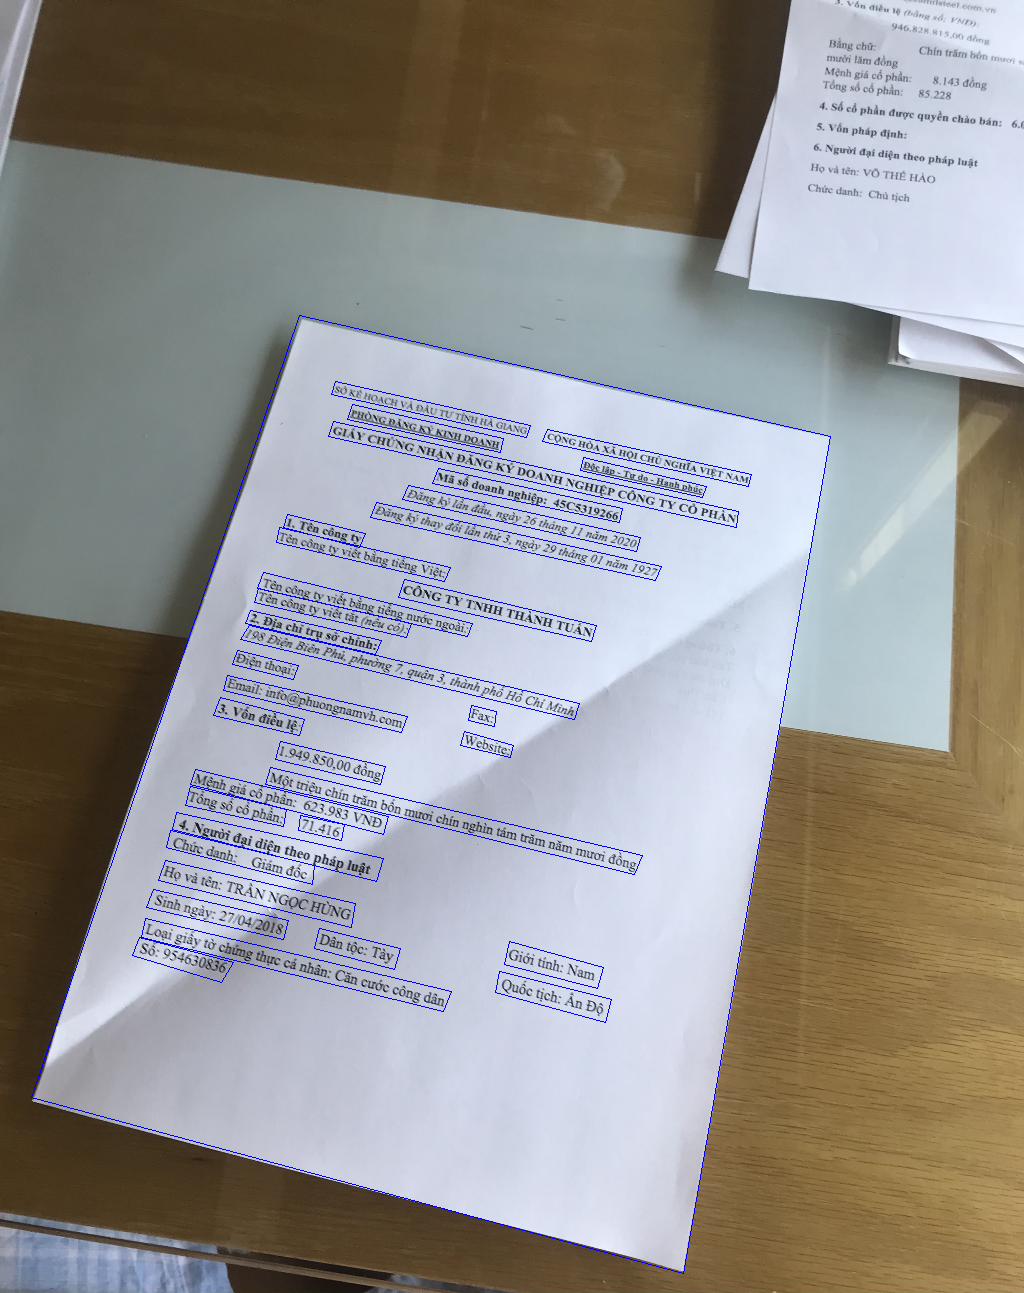 3. Vốn điều lệ (bằng số; VNĐ):
946.828.815,00 đồng
Bằng chữ: Chín trăm bốn mươi
mười lăm đồng
Mệnh giá cổ phần: 8.143 đồng
Tổng số cổ phần: 85.228
4. Số cổ phần được quyền chào bán:
5. Vốn pháp định:
6. Người đại diện theo pháp luật
Họ và tên: VÕ THẾ HÀO
Chức danh: Chủ tịch
SỞ KẾ HOẠCH VÀ ĐẦU TƯ TỈNH HÀ GIANG
PHÒNG ĐĂNG KÝ KINH DOANH
CỘNG HÒA XÃ HỘI CHỦ NGHĨA VIỆT NAM
Độc lập - Tự do - Hạnh phúc
GIẤY CHỨNG NHẬN ĐĂNG KÝ DOANH NGHIỆP CÔNG TY CỔ PHẦN
Mã số doanh nghiệp: 45CS319266
Đăng ký lần đầu, ngày 26 tháng 11 năm 2020
Đăng ký thay đổi lần thứ 3, ngày 29 tháng 01 năm 1927
1. Tên công ty
Tên công ty viết bằng tiếng Việt:
CÔNG TY TNHH THÀNH TUẤN
Tên công ty viết bằng tiếng nước ngoài:
Tên công ty viết tắt (nếu có):
2. Địa chỉ trụ sở chính:
198 Điện Biên Phủ, phường 7, quận 3, thành phố Hồ Chí Minh
Điện thoại:
Fax:
Email: info@phuongnamvh.com
Website:
3. Vốn điều lệ:
1.949.850,00 đồng
Một triệu chín trăm bốn mươi chín nghìn tám trăm năm mươi đồng
Mệnh giá cổ phần: 623.983 VNĐ
Tổng số cổ phần: 71.416
4. Người đại diện theo pháp luật
Chức danh: Giám đốc
Họ và tên: TRẦN NGỌC HÙNG
Giới tính: Nam
Sinh ngày: 27/04/2018
Dân tộc: Tày
Quốc tịch: Ấn Độ
Loại giấy tờ chứng thực cá nhân: Căn cước công dân
Số: 954630836